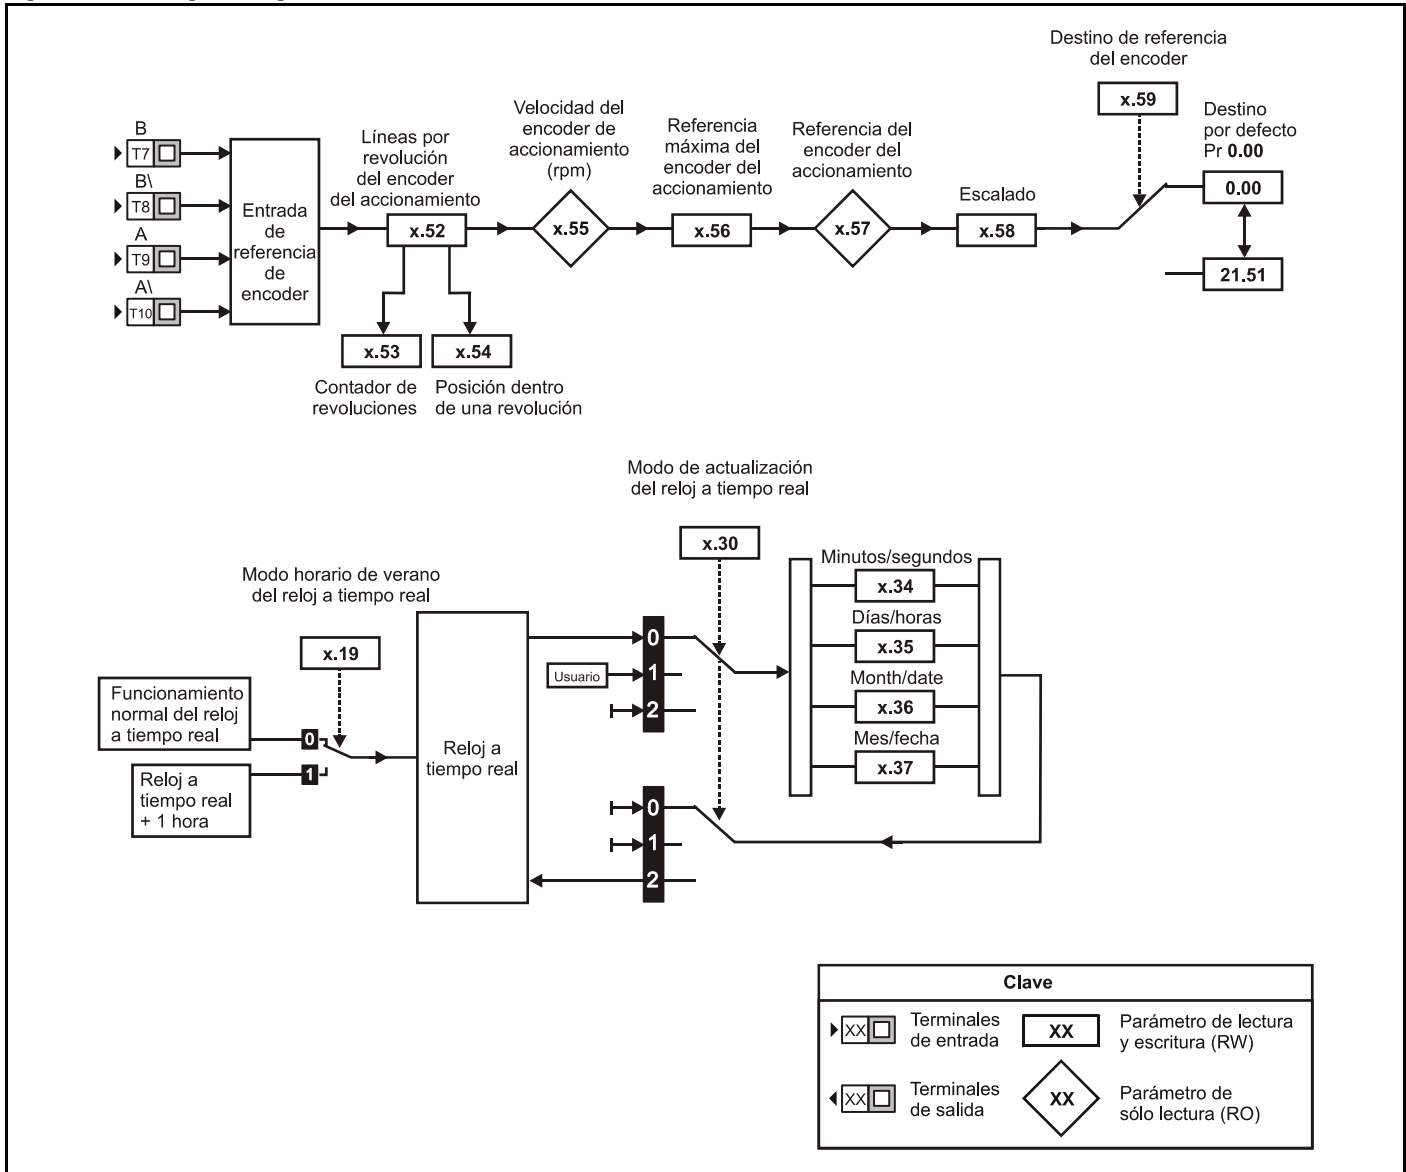 Destino de referencia
del encoder
x.59
Destino
por defecto
Pr 0.00
0.00
21.51
B
T7
B\
T8
A
T9
A\
T10
Entrada
de
referencia
de
encoder
Líneas por
revolución
del encoder
del accionamiento
x.52
Velocidad del
encoder de
accionamiento
(rpm)
x.55
Referencia
máxima del
encoder del
accionamiento
x.56
Referencia del
encoder del
accionamiento
x.57
Escalado
x.58
x.53
Contador de
revoluciones
x.54
Posición dentro
de una revolución
Modo de actualización
del reloj a tiempo real
x.30
Modo horario de verano
del reloj a tiempo real
x.19
Funcionamiento
normal del reloj
a tiempo real
0
Reloj a
tiempo real
+ 1 hora
1
Reloj a
tiempo real
0
Usuario
1
2
0
1
2
Minutos/segundos
x.34
Días/horas
x.35
Month/date
x.36
Mes/fecha
x.37
Clave
XX
Terminales
de entrada
XX
Parámetro de lectura
y escritura (RW)
XX
Terminales
de salida
XX
Parámetro de
sólo lectura (RO)